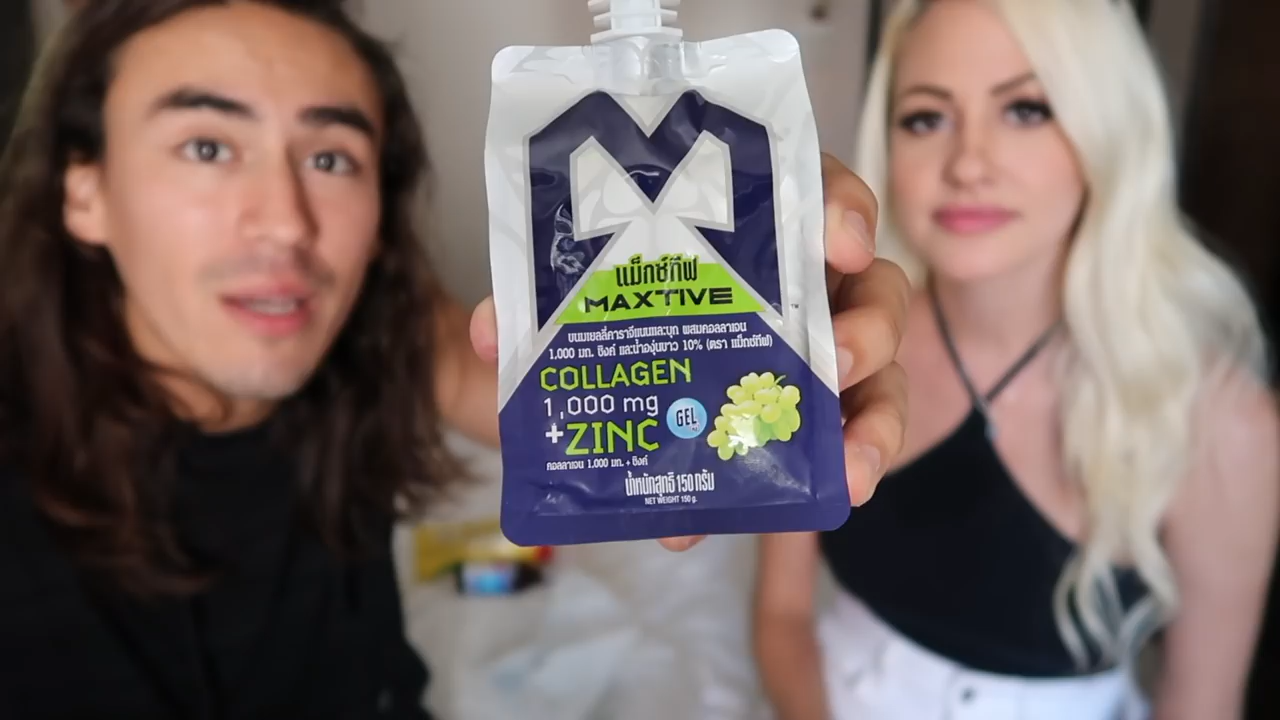 แม็กซ์ทีฟ
MAXTIVE
™
ขนมเยลลี่คาราจีแนนและบุก ผสมคอลลาเจน
1,000 มก. ซิงค์ และน้ำองุ่นขาว 10% (ตรา แม็กซ์ทีฟ)
COLLAGEN
1,000 mg
+ZINC
GEL
คอลลาเจน 1,000 มก. + ซิงค์
น้ำหนักสุทธิ 150 กรัม
NET WEIGHT 150 g.